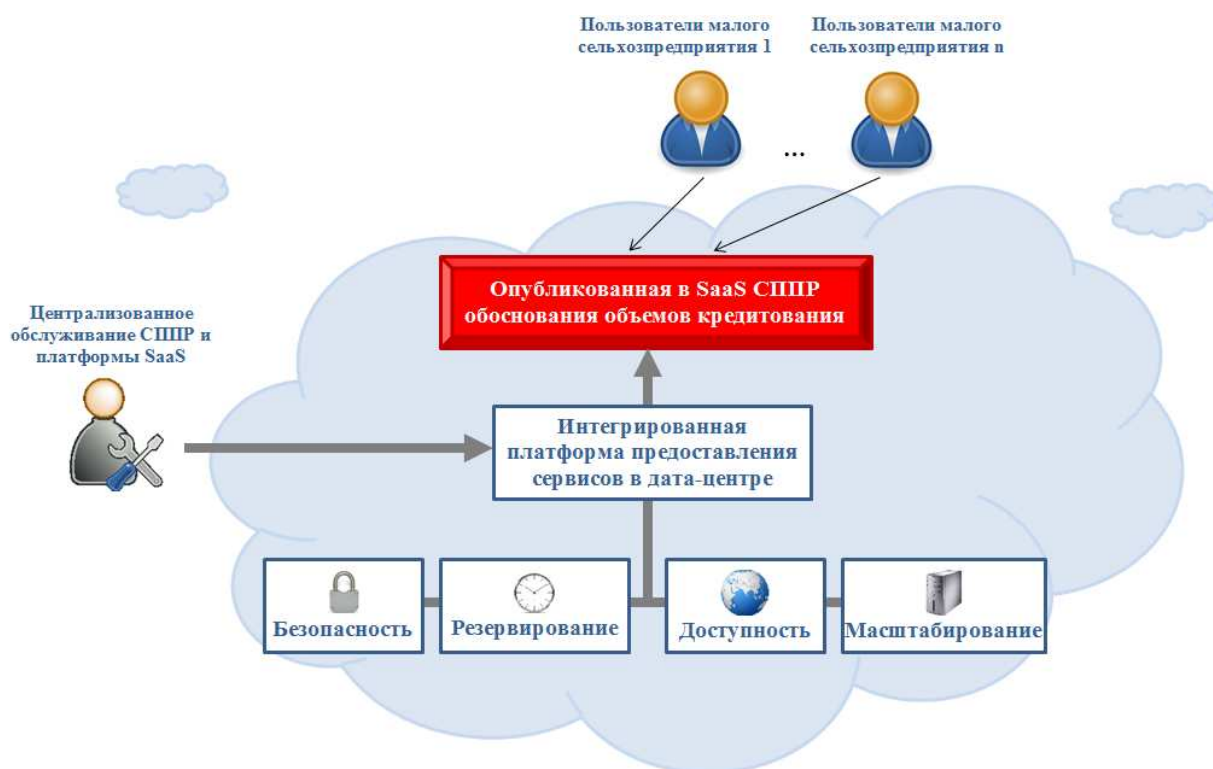 Пользователи малого
сельхозпредприятия 1
Пользователи малого
сельхозпредприятия n
...
Опубликованная в SaaS СППР
обоснования объемов кредитования
Централизованное
обслуживание СППР и
платформы SaaS
Интегрированная
платформа предоставления
сервисов в дата-центре
Безопасность
Резервирование
Доступность
Масштабирование